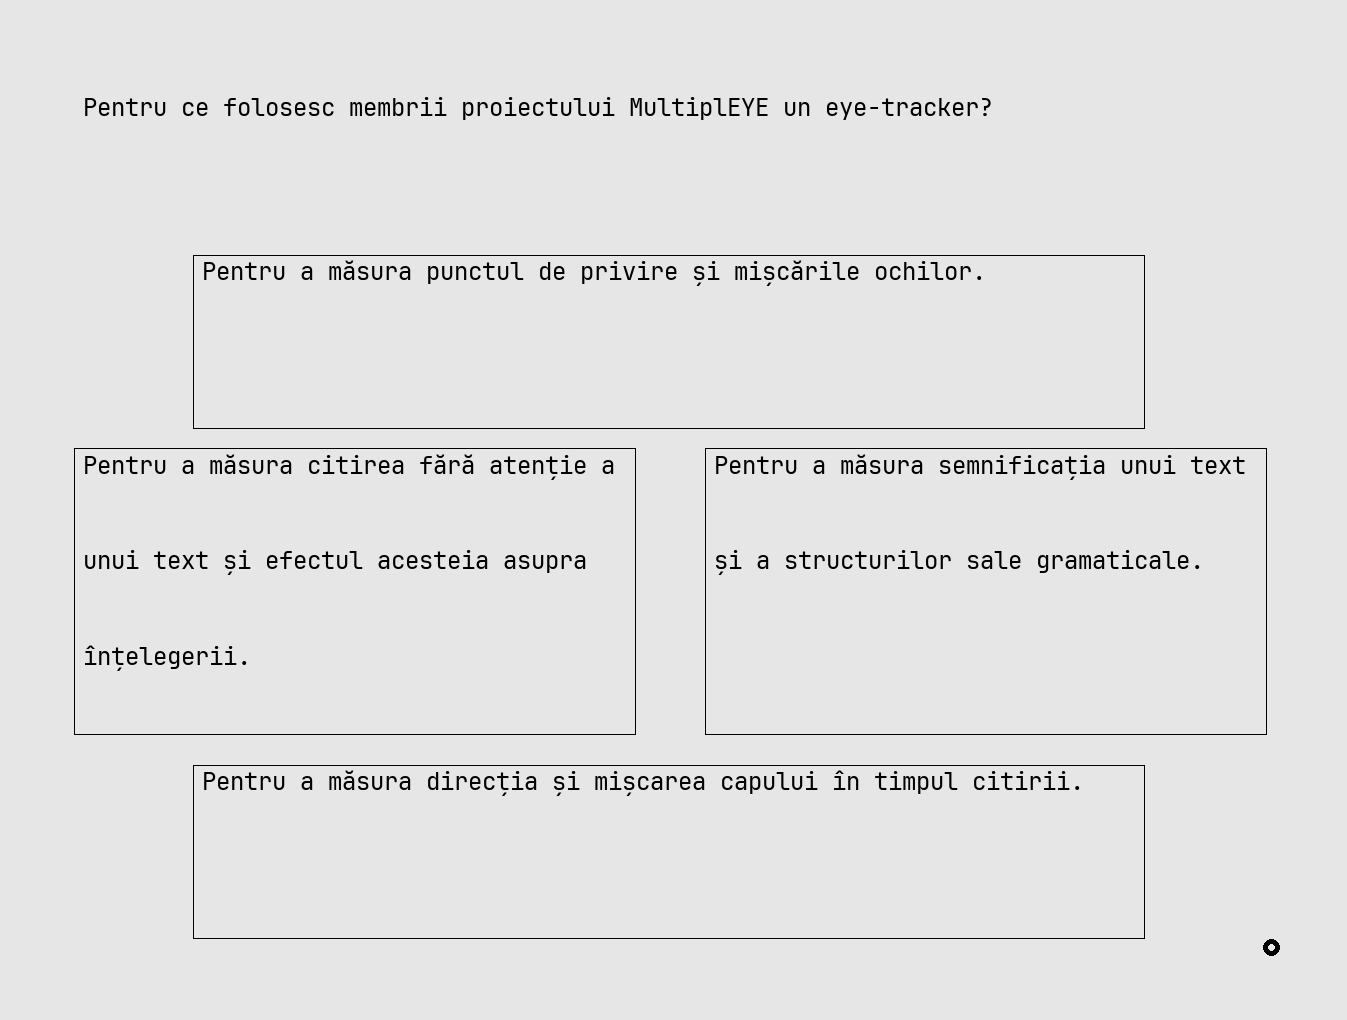 Pentru ce folosesc membrii proiectului MultiplEYE un eye-tracker?
Pentru a măsura punctul de privire și mișcările ochilor.
Pentru a măsura citirea fără atenție a
unui text și efectul acesteia asupra
înțelegerii.
Pentru a măsura semnificația unui text
și a structurilor sale gramaticale.
Pentru a măsura direcția și mișcarea capului în timpul citirii.